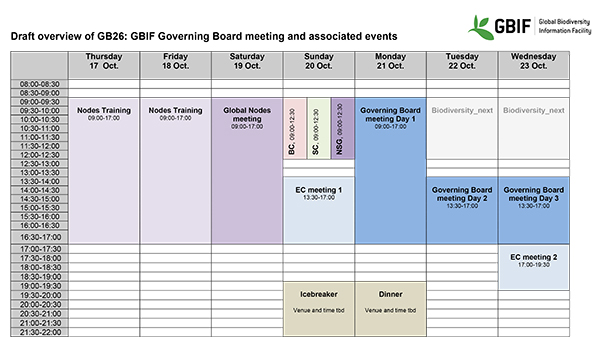 Draft overview of GB26: GBIF Governing Board meeting and associated events
GBIF
Global Biodiversity
Information Facility
Thursday
17 Oct.
Friday
18 Oct.
Saturday
19 Oct.
Sunday
20 Oct.
Monday
21 Oct.
Tuesday
22 Oct.
Wednesday
23 Oct.
08:00-08:30
08:30-09:00
09:00-09:30
09:30-10:00
10:00-10:30
10:30-11:00
11:00-11:30
11:30-12:00
12:00-12:30
12:30-13:00
13:00-13:30
13:30-14:00
14:00-14:30
14:30-15:00
15:00-15:30
15:30-16:00
16:00-16:30
16:30-17:00
17:00-17:30
17:30-18:00
18:00-18:30
18:30-19:00
19:00-19:30
19:30-20:00
20:00-20:30
20:30-21:00
21:00-21:30
21:30-22:00
Nodes Training
09:00-17:00
Nodes Training
09:00-17:00
Global Nodes
meeting
09:00-17:00
BC, 09:00-12:30
SC, 09:00-12:30
NSG, 09:00-12:30
EC meeting 1
13:30-17:00
Icebreaker
Venue and time tbd
Governing Board
meeting Day 1
09:00-17:00
Dinner
Venue and time tbd
Biodiversity_next
Governing Board
meeting Day 2
13:30-17:00
Biodiversity_next
Governing Board
meeting Day 3
13:30-17:00
EC meeting 2
17:00-19:30